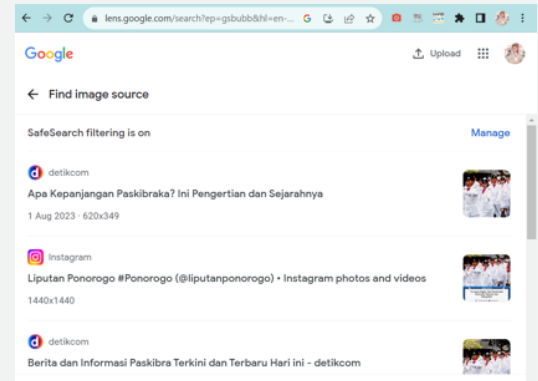 lens.google.com/search?ep=gsbubb&hl=en-...
Google
Upload
Find image source
SafeSearch filtering is on
Manage
detikcom
Apa Kepanjangan Paskibraka? Ini Pengertian dan Sejarahnya
1 Aug 2023 · 620x349
Instagram
Liputan Ponorogo #Ponorogo (@liputanponorogo) • Instagram photos and videos
1440x1440
detikcom
Berita dan Informasi Paskibra Terkini dan Terbaru Hari ini - detikcom